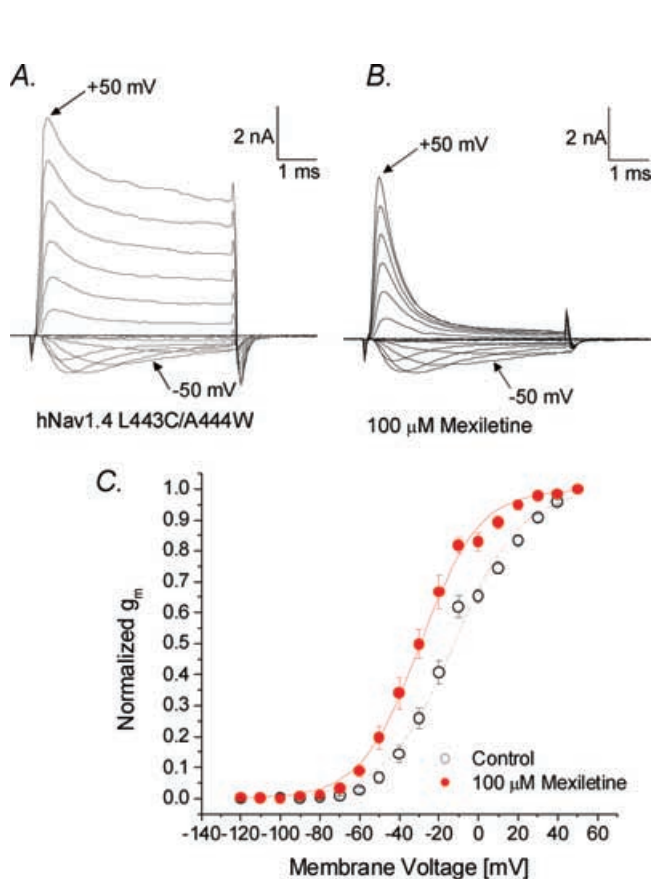 A.
+50 mV
2 nA
1 ms
-50 mV
hNav1.4 L443C/A444W
B.
+50 mV
2 nA
1 ms
-50 mV
100 μM Mexiletine
C.
Normalized gm
1.0
0.9
0.8
0.7
0.6
0.5
0.4
0.3
0.2
0.1
0.0
Control
100 μM Mexiletine
-140 -120 -100 -80 -60 -40 -20 0 20 40 60
Membrane Voltage [mV]